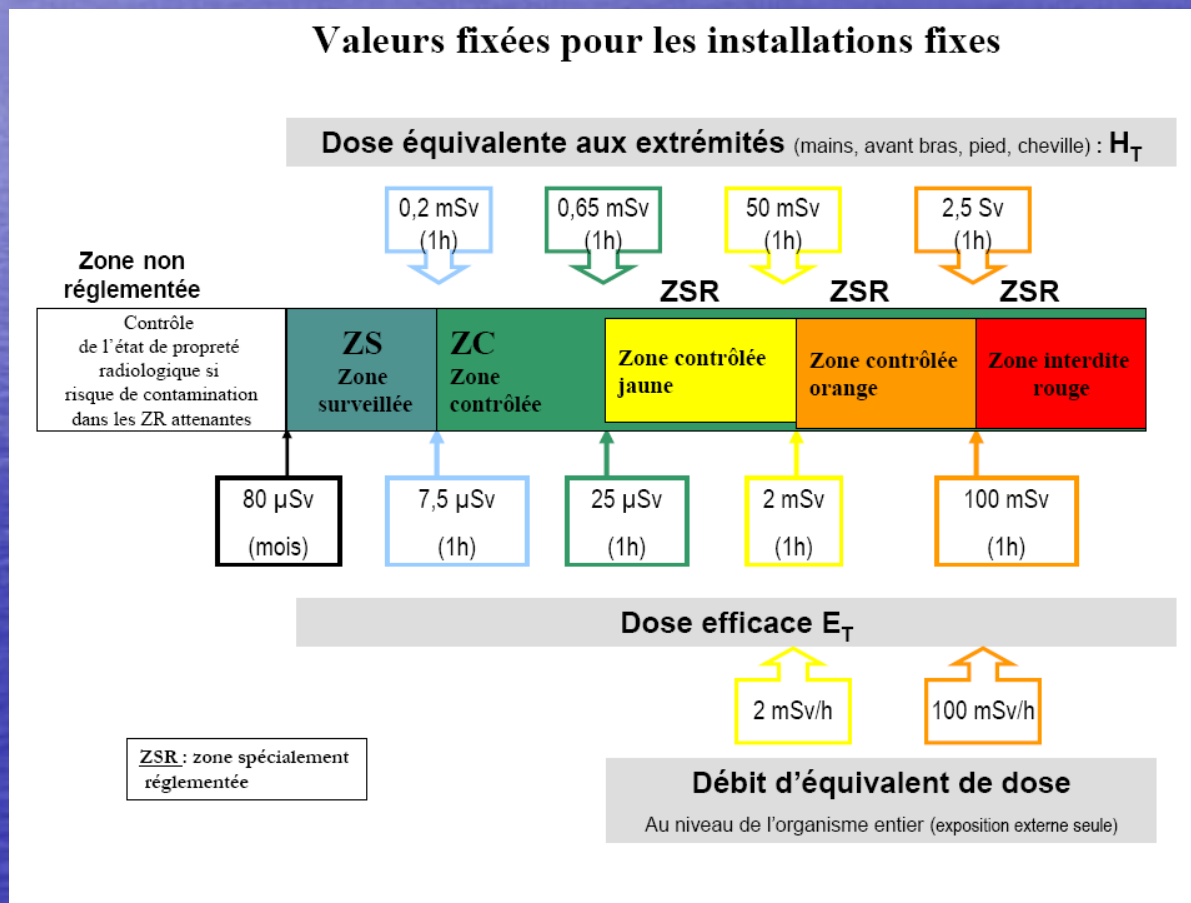 Valeurs fixées pour les installations fixes
Dose équivalente aux extrémités (mains, avant bras, pied, cheville) : HT
0,2 mSv
(1h)
0,65 mSv
(1h)
50 mSv
(1h)
2,5 Sv
(1h)
Zone non
réglementée
ZSR
ZSR
ZSR
Contrôle
de l'état de propreté
radiologique si
risque de contamination
dans les ZR attenantes
ZS
Zone
surveillée
ZC
Zone
contrôlée
Zone contrôlée
jaune
Zone contrôlée
orange
Zone interdite
rouge
80 µSv
(mois)
7,5 µSv
(1h)
25 µSv
(1h)
2 mSv
(1h)
100 mSv
(1h)
Dose efficace ET
2 mSv/h
100 mSv/h
ZSR : zone spécialement
réglementée
Débit d'équivalent de dose
Au niveau de l'organisme entier (exposition externe seule)